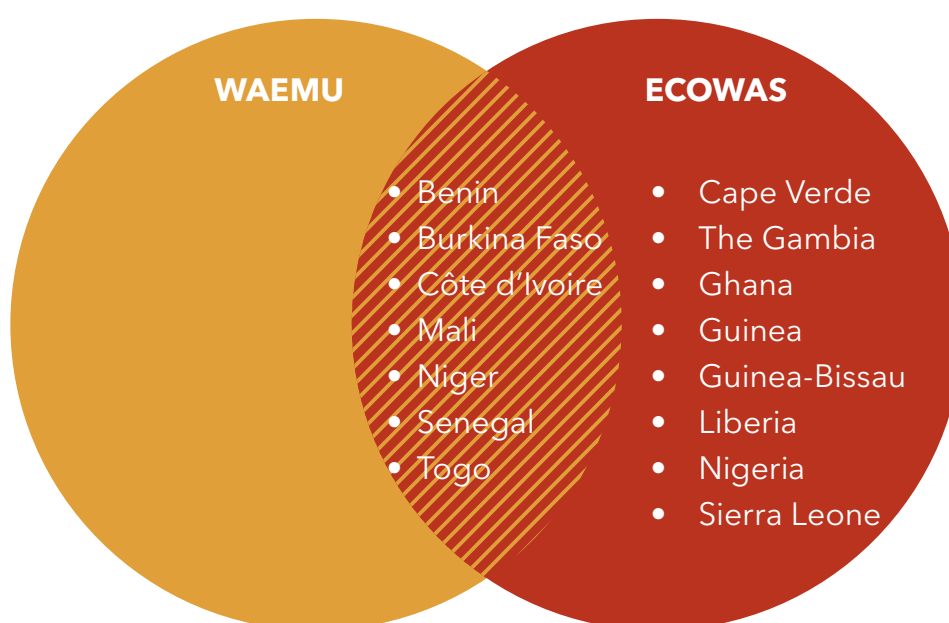 WAEMU
ECOWAS
• Benin
• Burkina Faso
• Côte d’Ivoire
• Mali
• Niger
• Senegal
• Togo
• Cape Verde
• The Gambia
• Ghana
• Guinea
• Guinea-Bissau
• Liberia
• Nigeria
• Sierra Leone